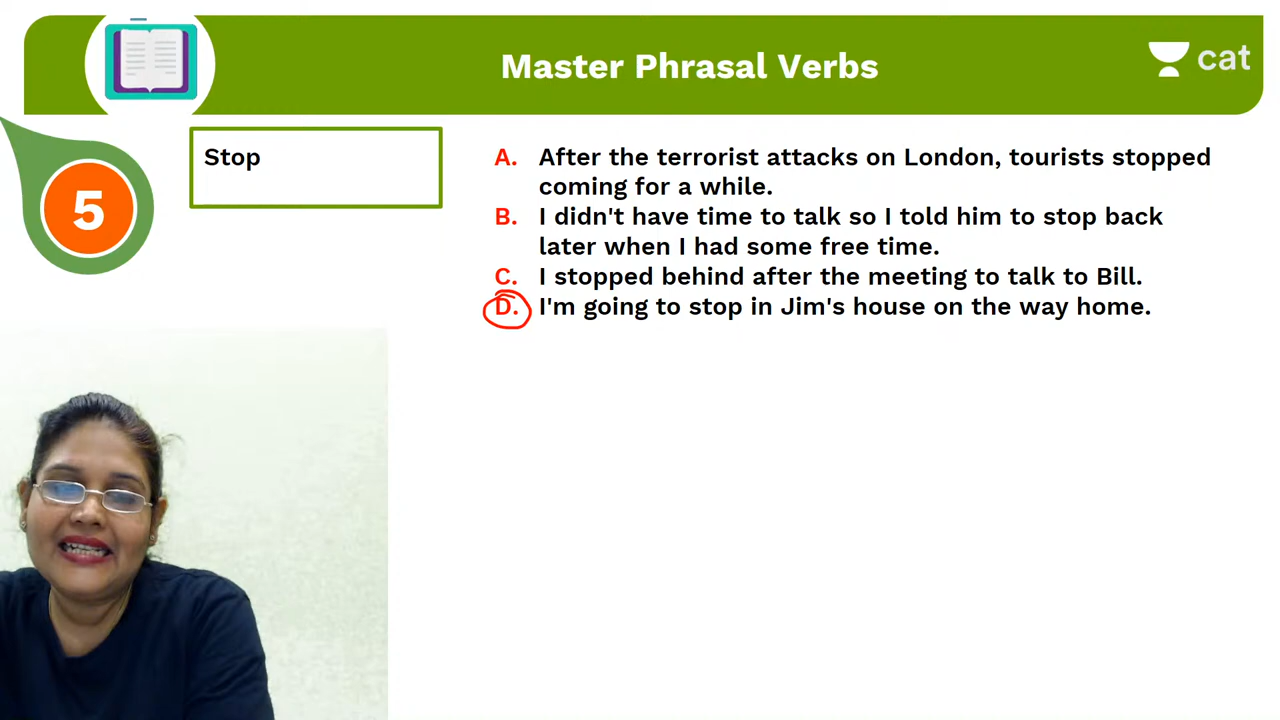 Master Phrasal Verbs
cat
5
Stop
A. After the terrorist attacks on London, tourists stopped
coming for a while.
B. I didn't have time to talk so I told him to stop back
later when I had some free time.
C. I stopped behind after the meeting to talk to Bill.
D. I'm going to stop in Jim's house on the way home.